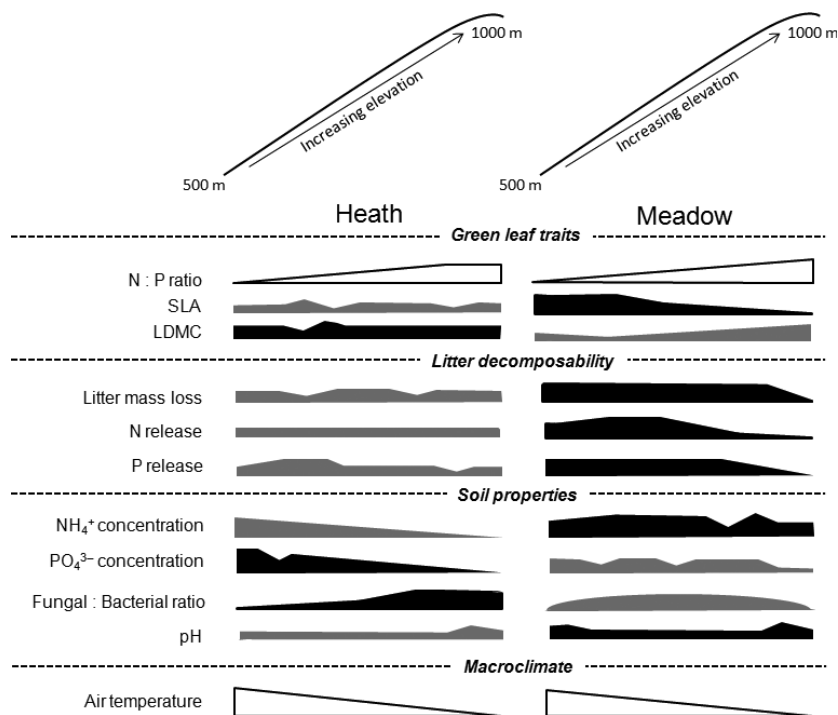 1000 m
1000 m
Increasing elevation
Increasing elevation
500 m
500 m
Heath
Meadow
Green leaf traits
N : P ratio
SLA
LDMC
Litter decomposability
Litter mass loss
N release
P release
Soil properties
NH₄⁺ concentration
PO₄³⁻ concentration
Fungal : Bacterial ratio
pH
Macroclimate
Air temperature